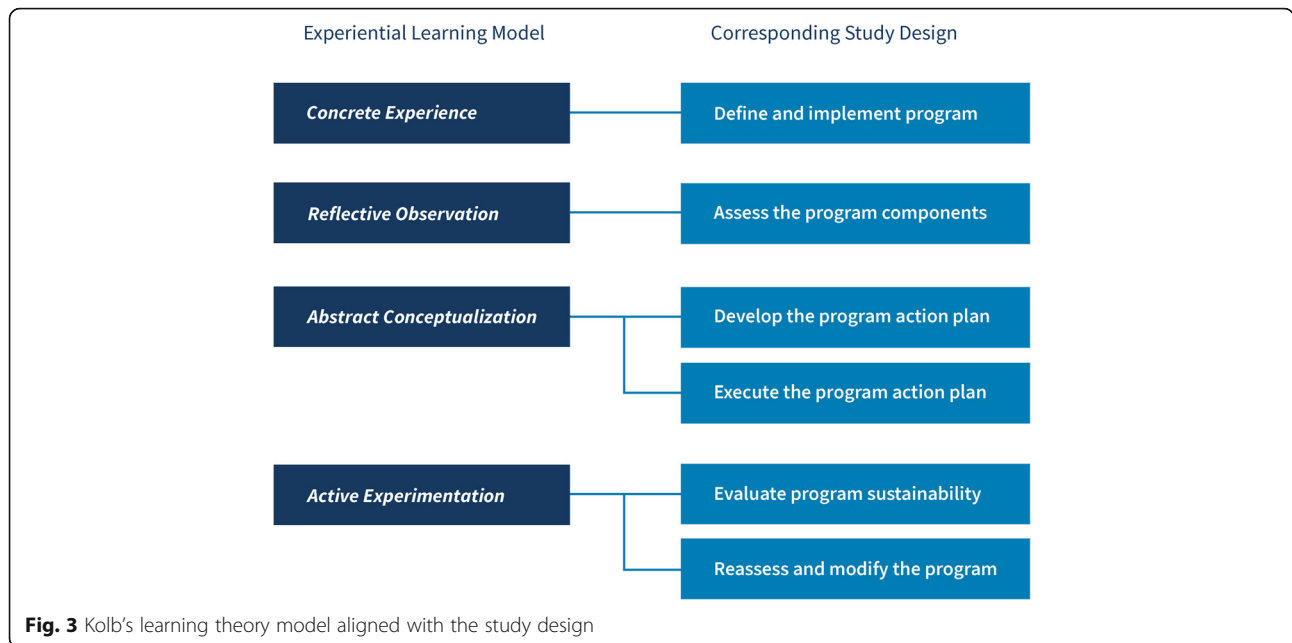 Experiential Learning Model
Corresponding Study Design
Concrete Experience
Define and implement program
Reflective Observation
Assess the program components
Abstract Conceptualization
Develop the program action plan
Execute the program action plan
Active Experimentation
Evaluate program sustainability
Reassess and modify the program
Fig. 3 Kolb's learning theory model aligned with the study design